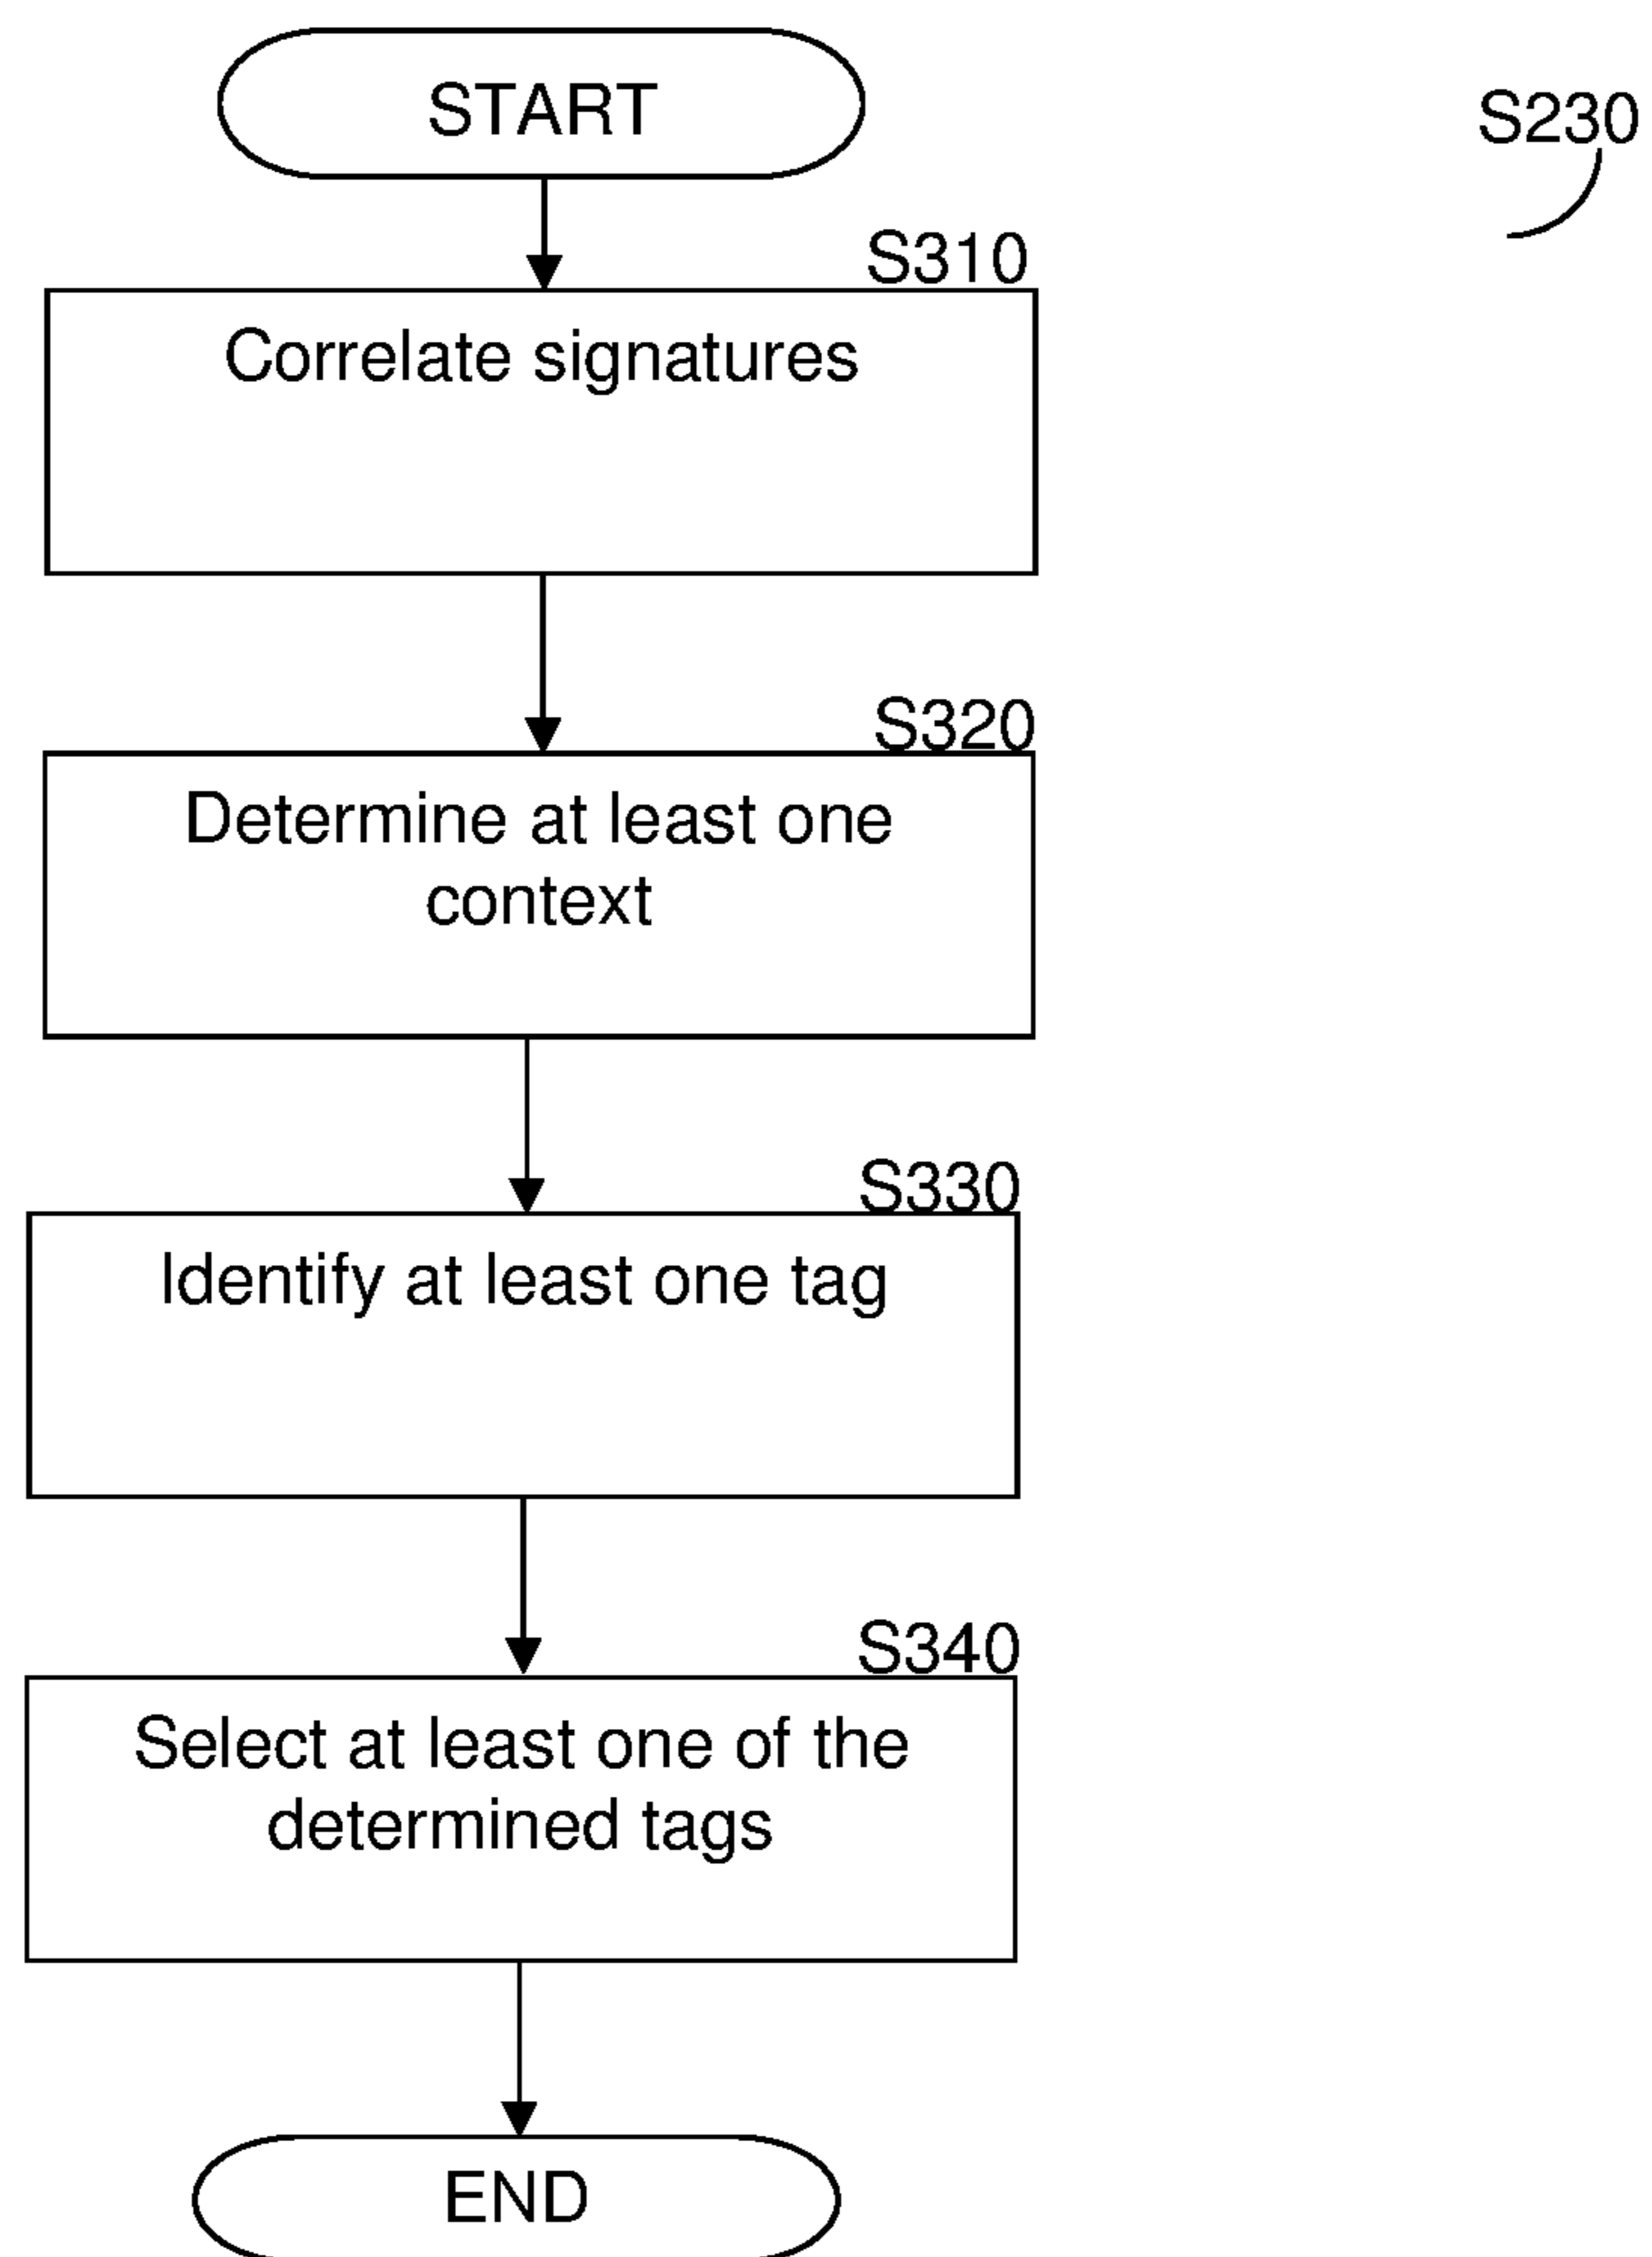 START
S230
S310
Correlate signatures
S320
Determine at least one
context
S330
Identify at least one tag
S340
Select at least one of the
determined tags
END